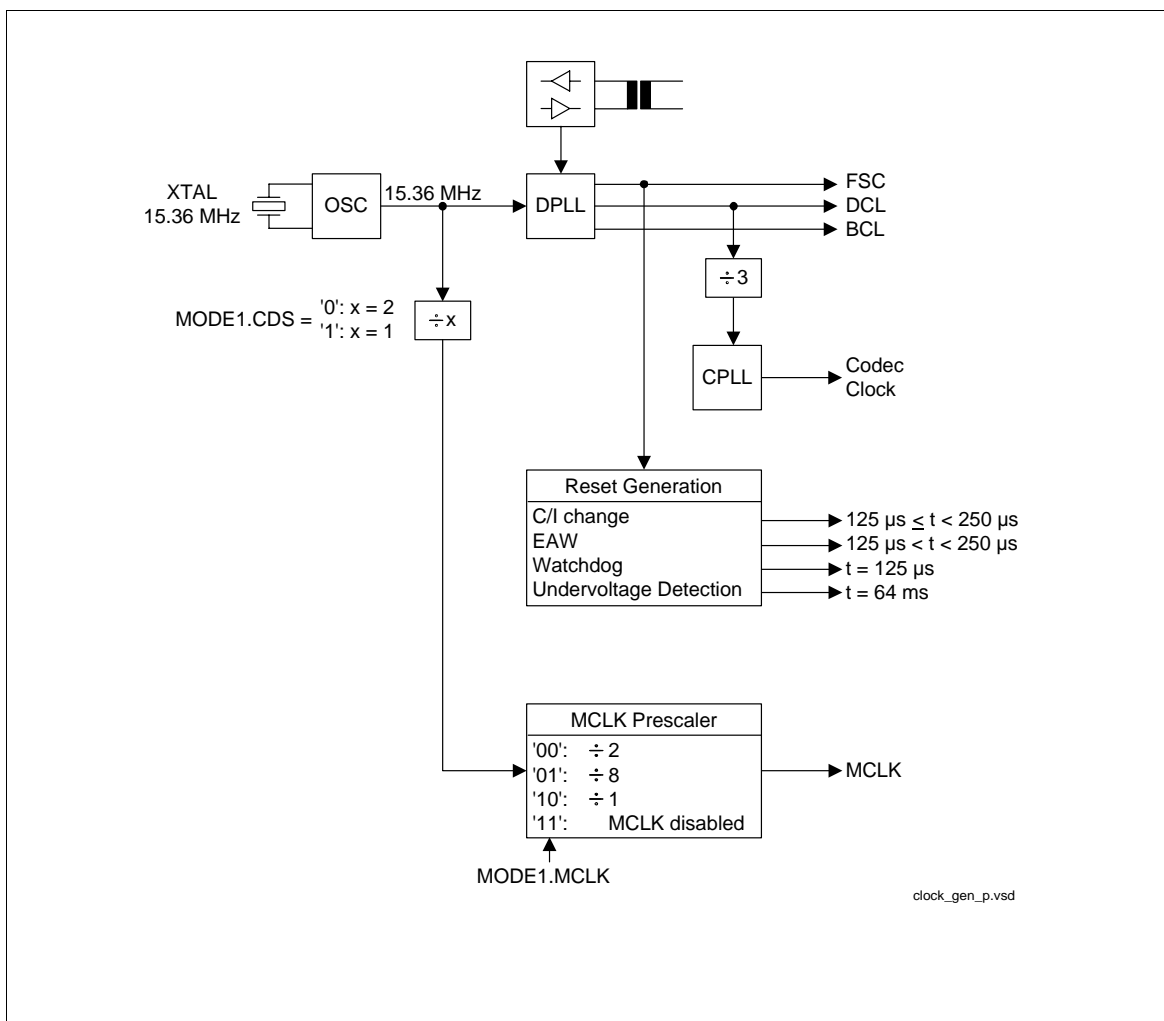 XTAL
15.36 MHz
OSC
15.36 MHz
DPLL
FSC
DCL
BCL
÷3
MODE1.CDS = '0': x = 2
'1': x = 1
÷x
CPLL
Codec
Clock
Reset Generation
C/I change
125 µs ≤ t < 250 µs
EAW
125 µs < t < 250 µs
Watchdog
t = 125 µs
Undervoltage Detection
t = 64 ms
MCLK Prescaler
'00': ÷2
'01': ÷8
'10': ÷1
'11': MCLK disabled
MCLK
MODE1.MCLK
clock_gen_p.vsd